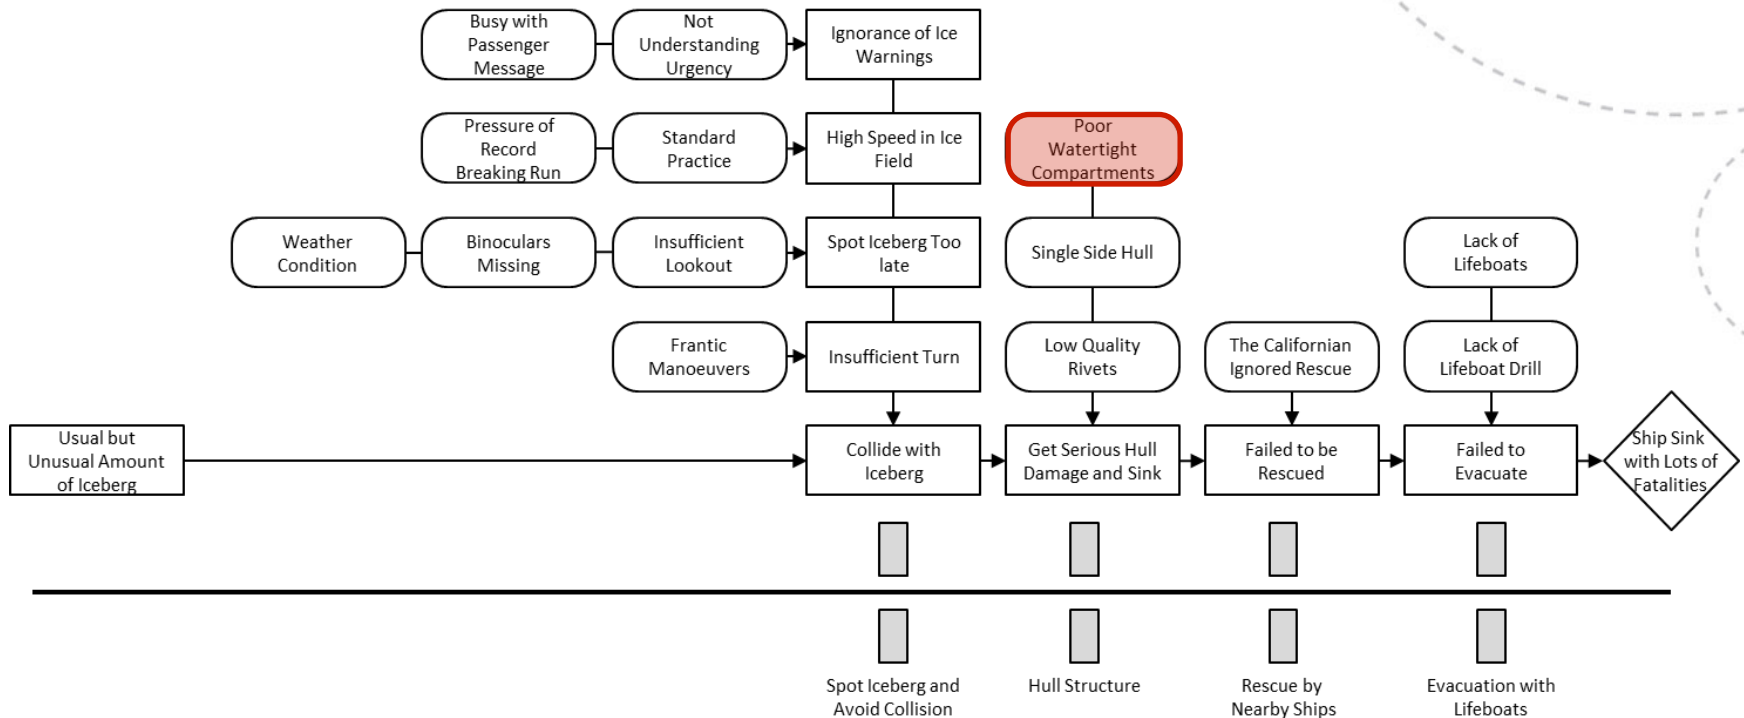 Busy with
Passenger
Message
Not
Understanding
Urgency
Ignorance of Ice
Warnings
Pressure of
Record
Breaking Run
Standard
Practice
High Speed in Ice
Field
Poor
Watertight
Compartments
Weather
Condition
Binoculars
Missing
Insufficient
Lookout
Spot Iceberg Too
late
Single Side Hull
Lack of
Lifeboats
Frantic
Manoeuvers
Insufficient Turn
Low Quality
Rivets
The Californian
Ignored Rescue
Lack of
Lifeboat Drill
Usual but
Unusual Amount
of Iceberg
Collide with
Iceberg
Get Serious Hull
Damage and Sink
Failed to be
Rescued
Failed to
Evacuate
Ship Sink
with Lots of
Fatalities
Spot Iceberg and
Avoid Collision
Hull Structure
Rescue by
Nearby Ships
Evacuation with
Lifeboats